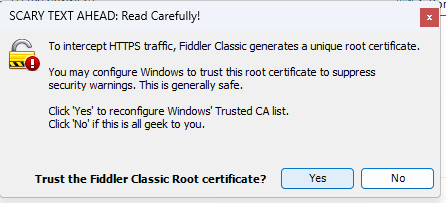 SCARY TEXT AHEAD: Read Carefully!
To intercept HTTPS traffic, Fiddler Classic generates a unique root certificate.
You may configure Windows to trust this root certificate to suppress
security warnings. This is generally safe.
Click 'Yes' to reconfigure Windows' Trusted CA list.
Click 'No' if this is all geek to you.
Trust the Fiddler Classic Root certificate?
Yes
No